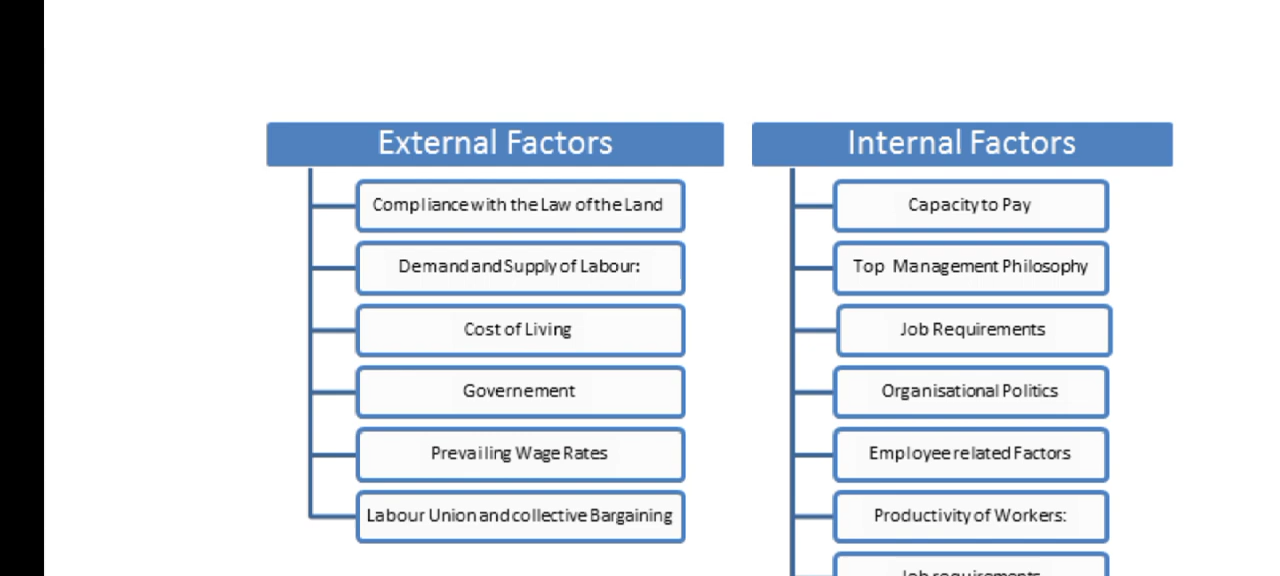 External Factors
Compliance with the Law of the Land
Demand and Supply of Labour:
Cost of Living
Governement
Prevailing Wage Rates
Labour Union and collective Bargaining
Internal Factors
Capacity to Pay
Top Management Philosophy
Job Requirements
Organisational Politics
Employee related Factors
Productivity of Workers:
Job requirements